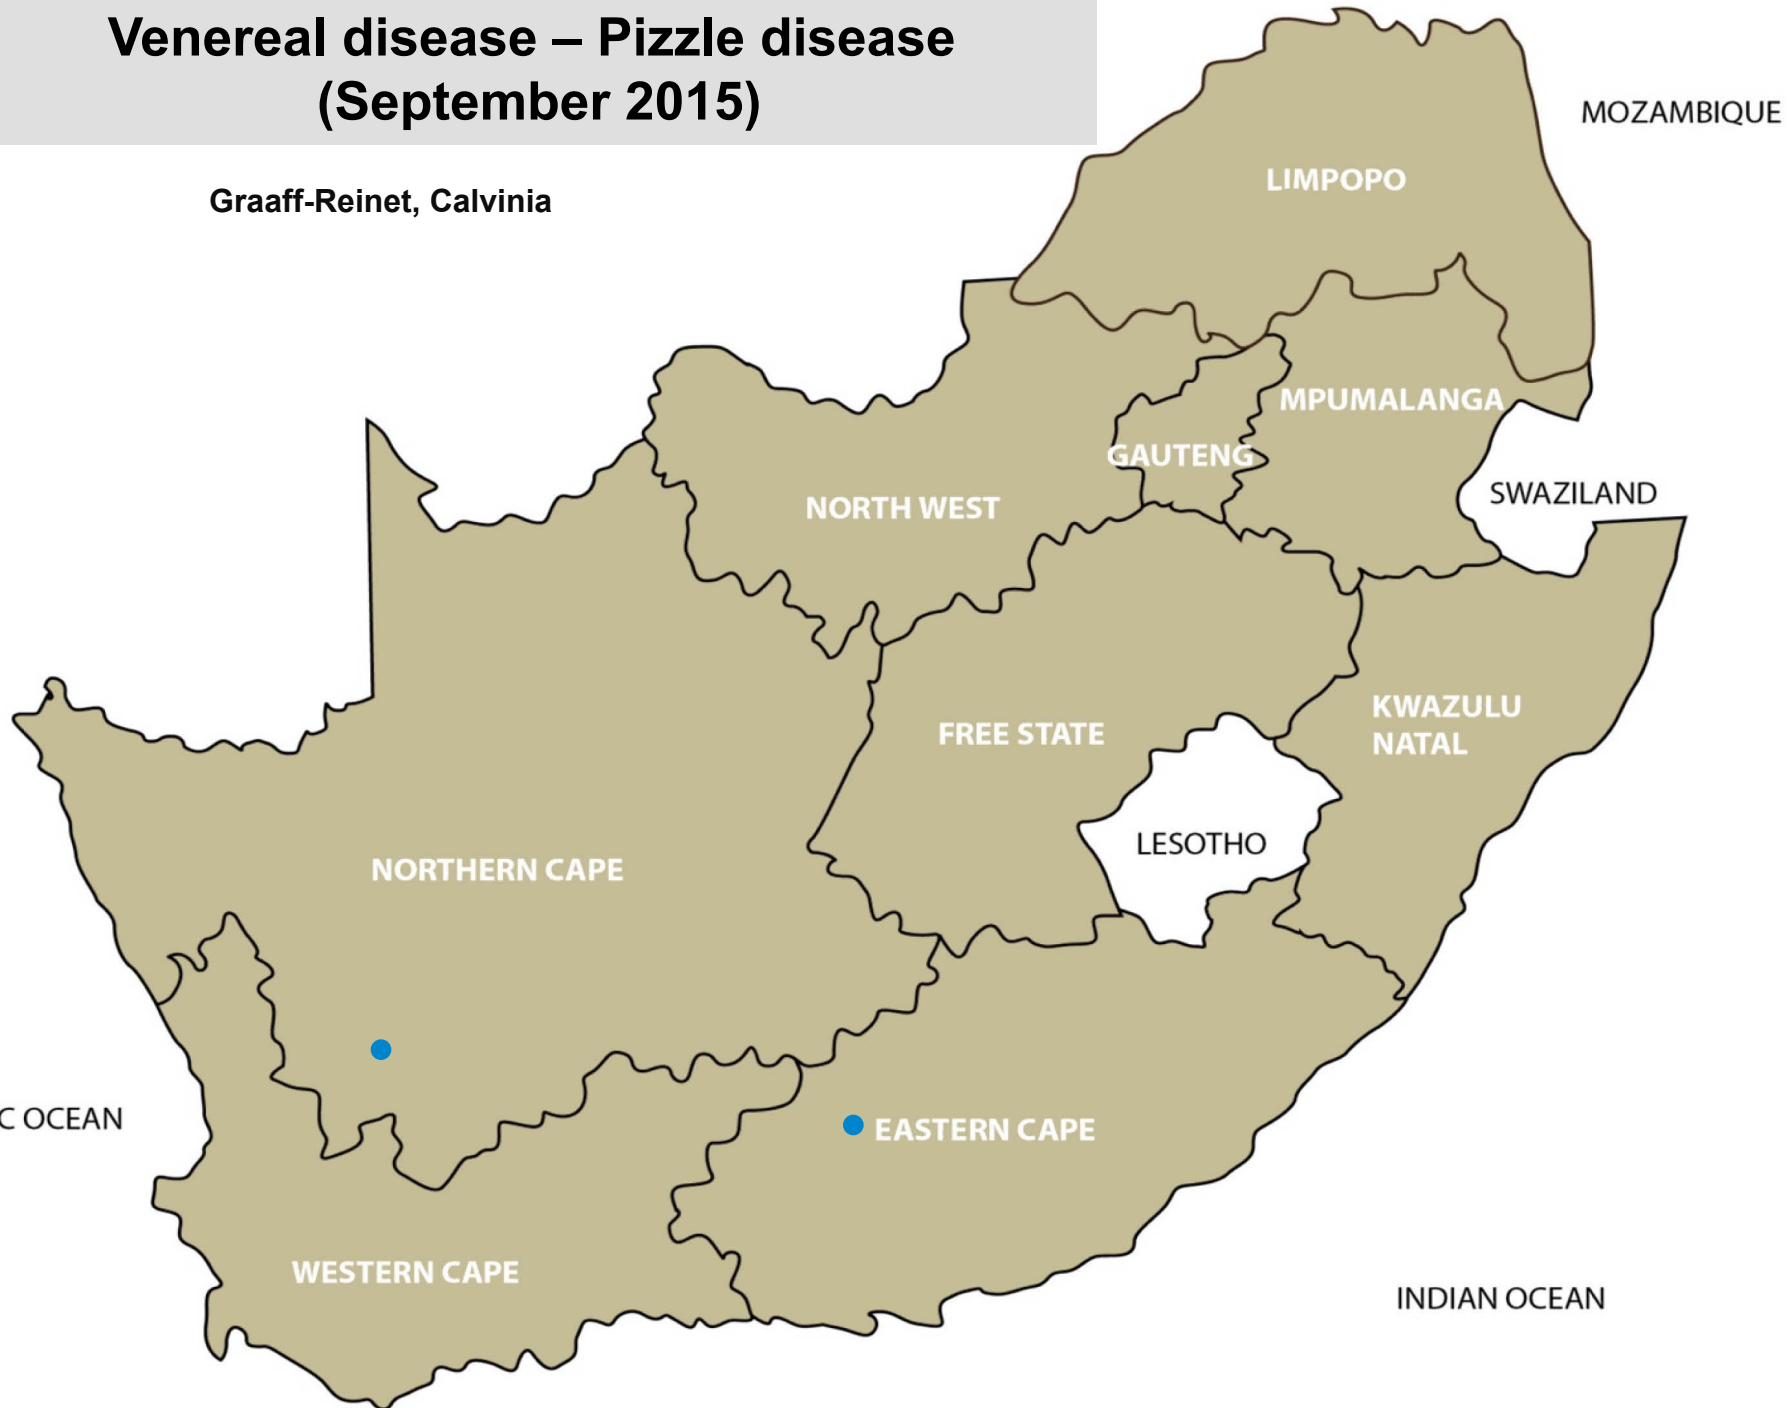 Venereal disease – Pizzle disease
(September 2015)
MOZAMBIQUE
LIMPOPO
Graaff-Reinet, Calvinia
MPUMALANGA
GAUTENG
SWAZILAND
NORTH WEST
KWAZULU
NATAL
FREE STATE
LESOTHO
NORTHERN CAPE
C OCEAN
EASTERN CAPE
WESTERN CAPE
INDIAN OCEAN